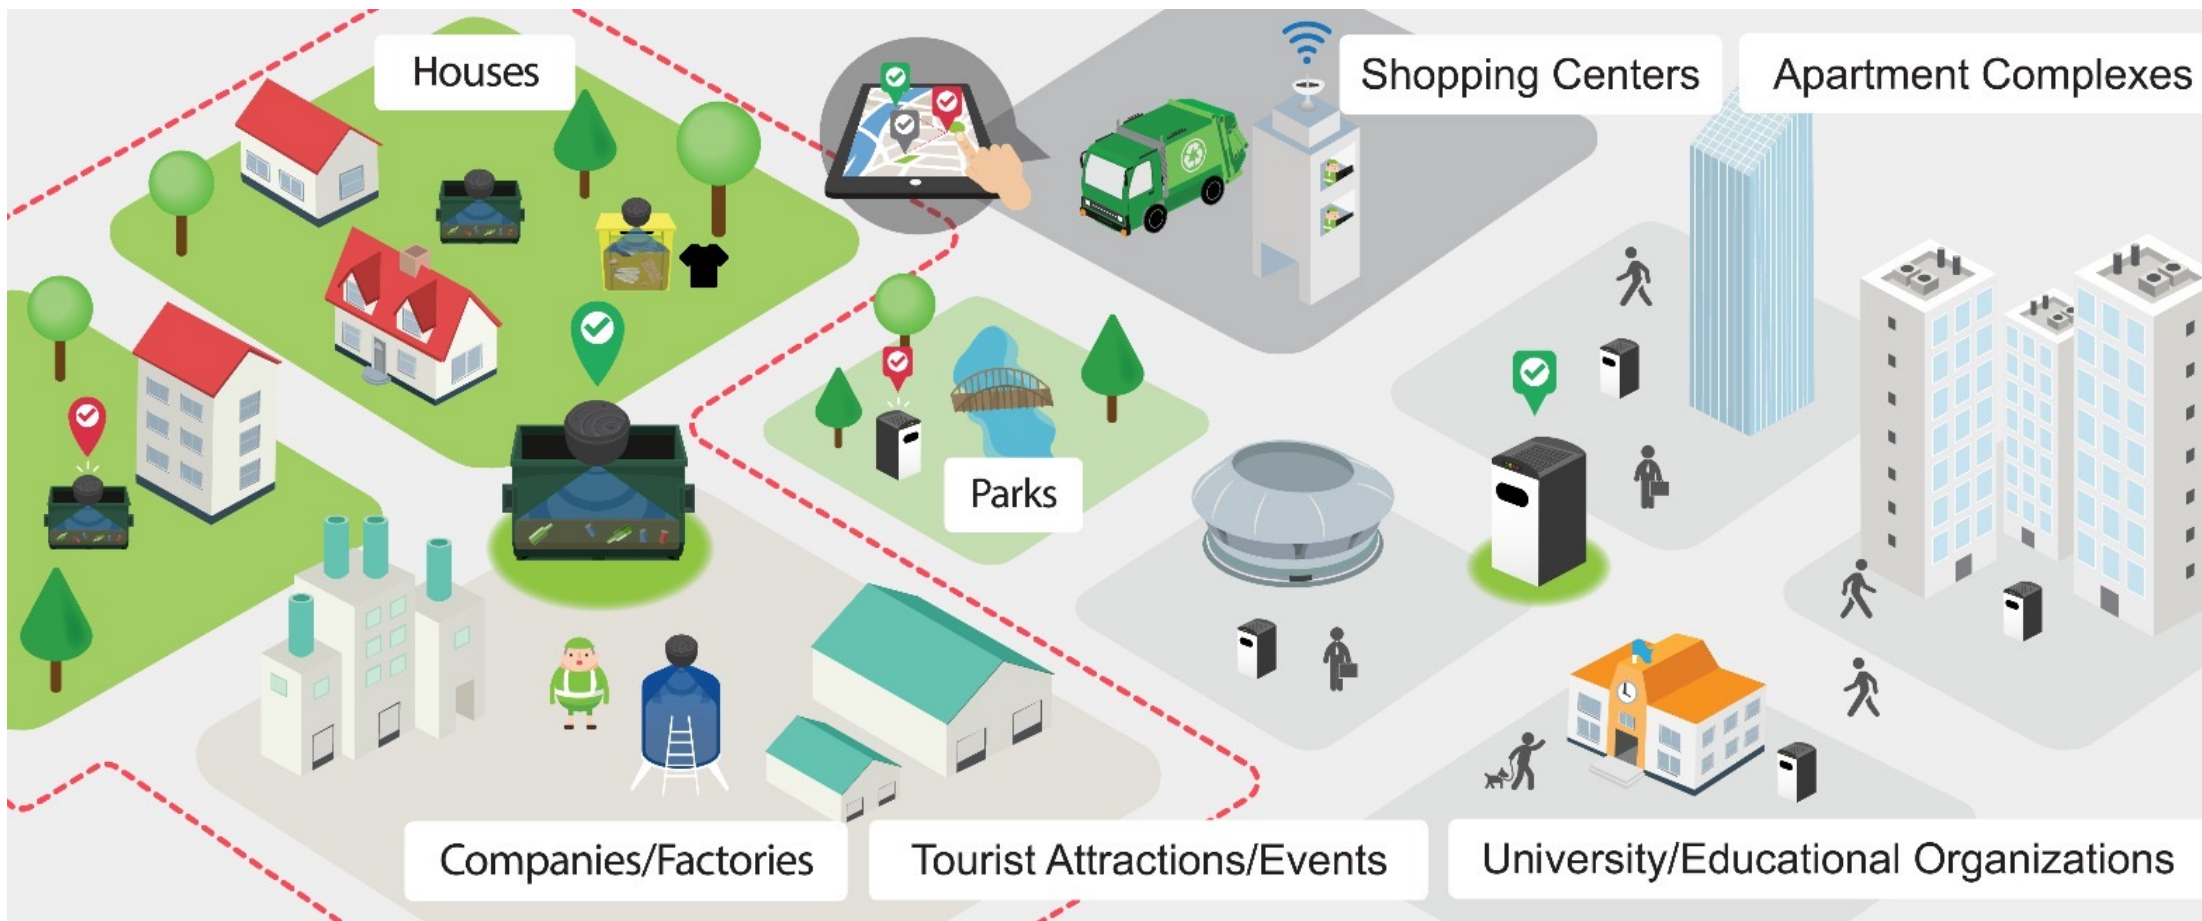 Houses
Shopping Centers
Apartment Complexes
Parks
Companies/Factories
Tourist Attractions/Events
University/Educational Organizations